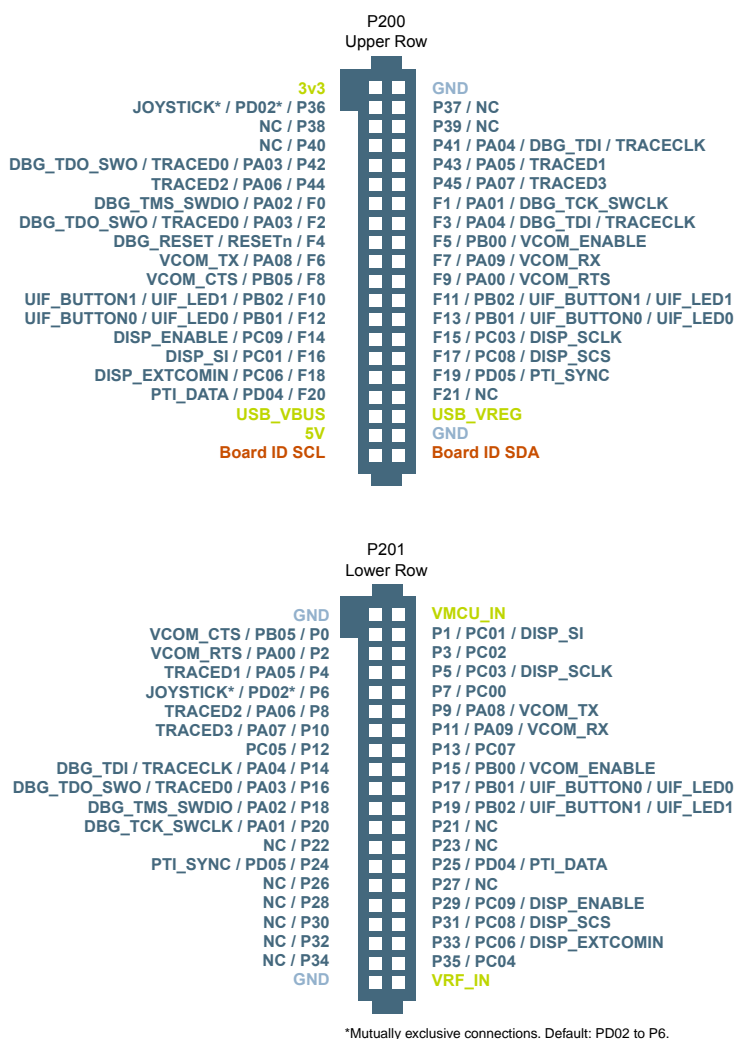 P200
Upper Row
3v3 GND
JOYSTICK* / PD02* / P36 P37 / NC
NC / P38 P39 / NC
NC / P40 P41 / PA04 / DBG_TDI / TRACECLK
DBG_TDO_SWO / TRACED0 / PA03 / P42 P43 / PA05 / TRACED1
TRACED2 / PA06 / P44 P45 / PA07 / TRACED3
DBG_TMS_SWDIO / PA02 / F0 F1 / PA01 / DBG_TCK_SWCLK
DBG_TDO_SWO / TRACED0 / PA03 / F2 F3 / PA04 / DBG_TDI / TRACECLK
DBG_RESET / RESETn / F4 F5 / PB00 / VCOM_ENABLE
VCOM_TX / PA08 / F6 F7 / PA09 / VCOM_RX
VCOM_CTS / PB05 / F8 F9 / PA00 / VCOM_RTS
UIF_BUTTON1 / UIF_LED1 / PB02 / F10 F11 / PB02 / UIF_BUTTON1 / UIF_LED1
UIF_BUTTON0 / UIF_LED0 / PB01 / F12 F13 / PB01 / UIF_BUTTON0 / UIF_LED0
DISP_ENABLE / PC09 / F14 F15 / PC03 / DISP_SCLK
DISP_SI / PC01 / F16 F17 / PC08 / DISP_SCS
DISP_EXTCOMIN / PC06 / F18 F19 / PD05 / PTI_SYNC
PTI_DATA / PD04 / F20 F21 / NC
USB_VBUS USB_VREG
5V GND
Board ID SCL Board ID SDA
P201
Lower Row
GND VMCU_IN
VCOM_CTS / PB05 / P0 P1 / PC01 / DISP_SI
VCOM_RTS / PA00 / P2 P3 / PC02
TRACED1 / PA05 / P4 P5 / PC03 / DISP_SCLK
JOYSTICK* / PD02* / P6 P7 / PC00
TRACED2 / PA06 / P8 P9 / PA08 / VCOM_TX
TRACED3 / PA07 / P10 P11 / PA09 / VCOM_RX
PC05 / P12 P13 / PC07
DBG_TDI / TRACECLK / PA04 / P14 P15 / PB00 / VCOM_ENABLE
DBG_TDO_SWO / TRACED0 / PA03 / P16 P17 / PB01 / UIF_BUTTON0 / UIF_LED0
DBG_TMS_SWDIO / PA02 / P18 P19 / PB02 / UIF_BUTTON1 / UIF_LED1
DBG_TCK_SWCLK / PA01 / P20 P21 / NC
NC / P22 P23 / NC
PTI_SYNC / PD05 / P24 P25 / PD04 / PTI_DATA
NC / P26 P27 / NC
NC / P28 P29 / PC09 / DISP_ENABLE
NC / P30 P31 / PC08 / DISP_SCS
NC / P32 P33 / PC06 / DISP_EXTCOMIN
NC / P34 P35 / PC04
GND VRF_IN
*Mutually exclusive connections. Default: PD02 to P6.